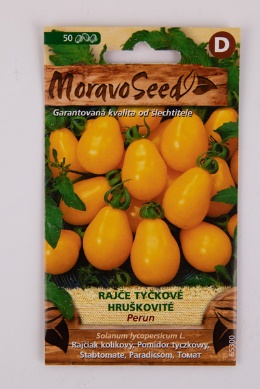 50
D
MoravoSeed
Garantovaná kvalita od šlechtitele
RAJČE TYČKOVÉ
HRUŠKOVITÉ
Perun
Solanum lycopersicum L.
Rajčiak kolíkový, Pomidor tyczkowy,
Stabtomate, Paradicsom, Томат